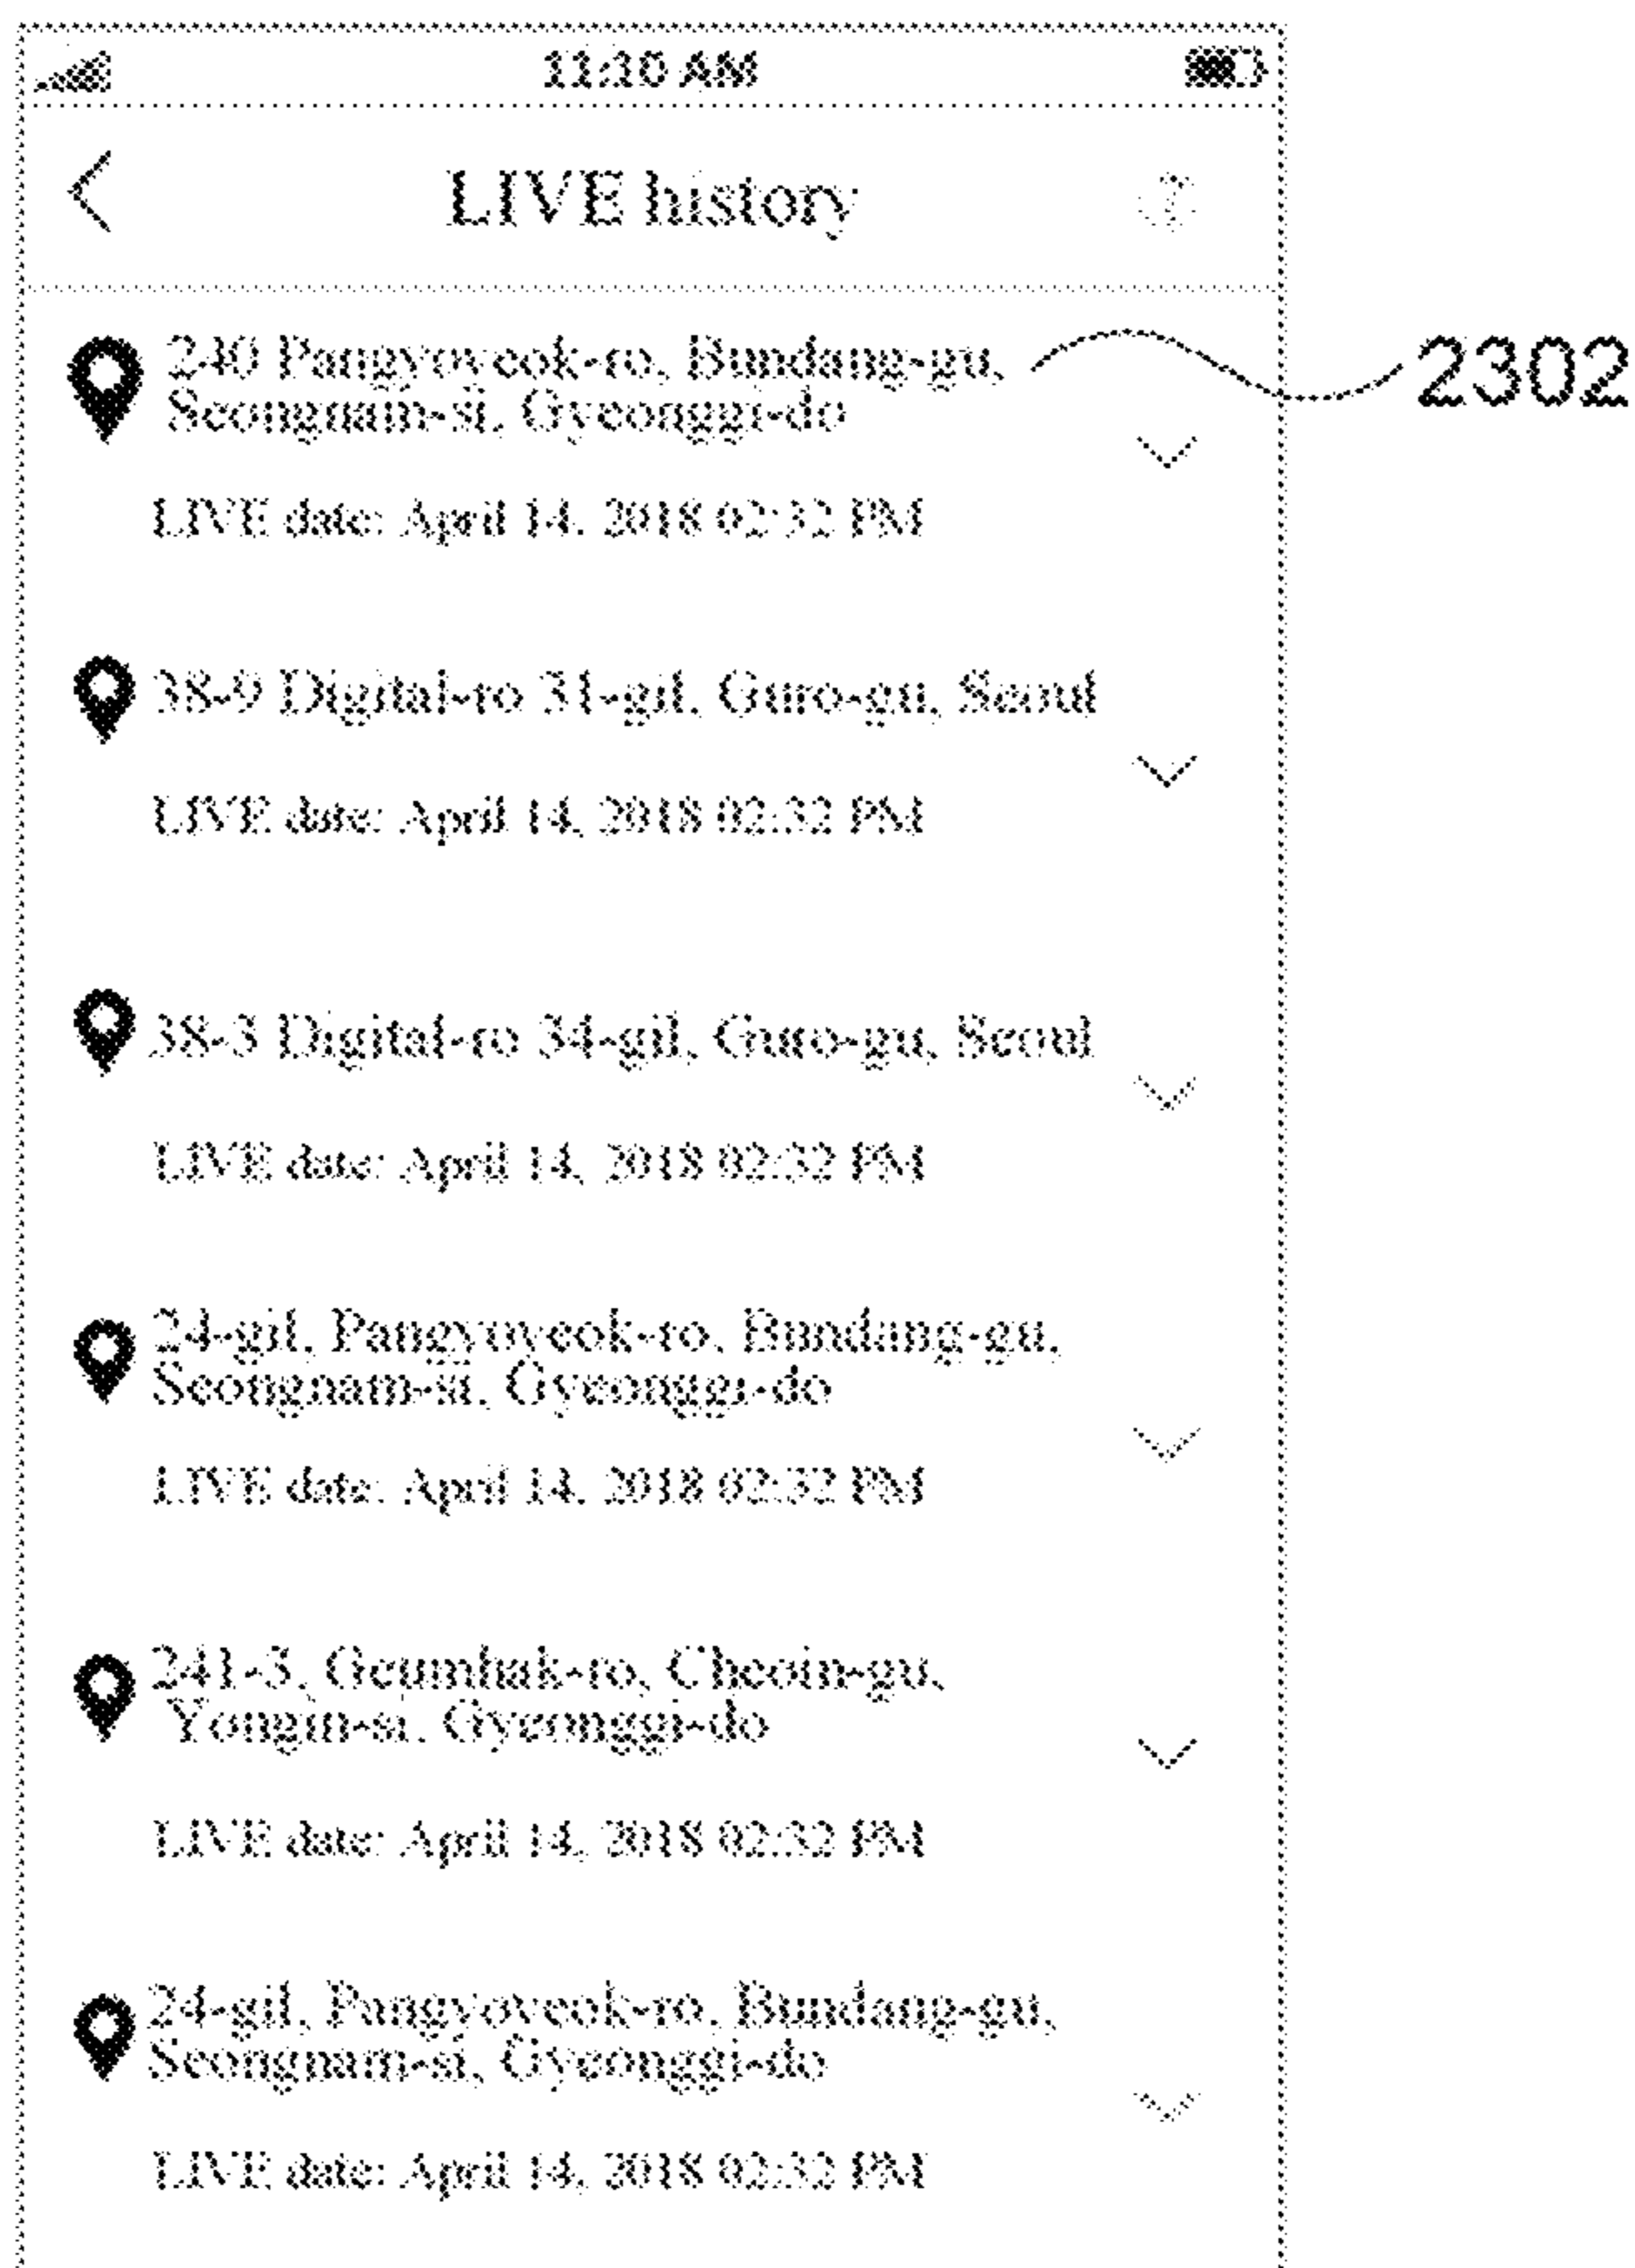 11:10 AM
LIVE history
240 Pangyoyeok-ro, Bundang-gu,
Seongnam-si, Gyeonggi-do
2302
LIVE date: April 14, 2018 02:32 PM
38-9 Digital-ro 31-gil, Guro-gu, Seoul
LIVE date: April 14, 2018 02:32 PM
38-3 Digital-ro 34-gil, Guro-gu, Seoul
LIVE date: April 14, 2018 02:32 PM
24-gil, Pangyoyeok-ro, Bundang-gu,
Seongnam-si, Gyeonggi-do
LIVE date: April 14, 2018 02:32 PM
241-3, Geumhak-ro, Cheoin-gu,
Yongin-si, Gyeonggi-do
LIVE date: April 14, 2018 02:32 PM
24-gil, Pangyoyeok-ro, Bundang-gu,
Seongnam-si, Gyeonggi-do
LIVE date: April 14, 2018 02:32 PM